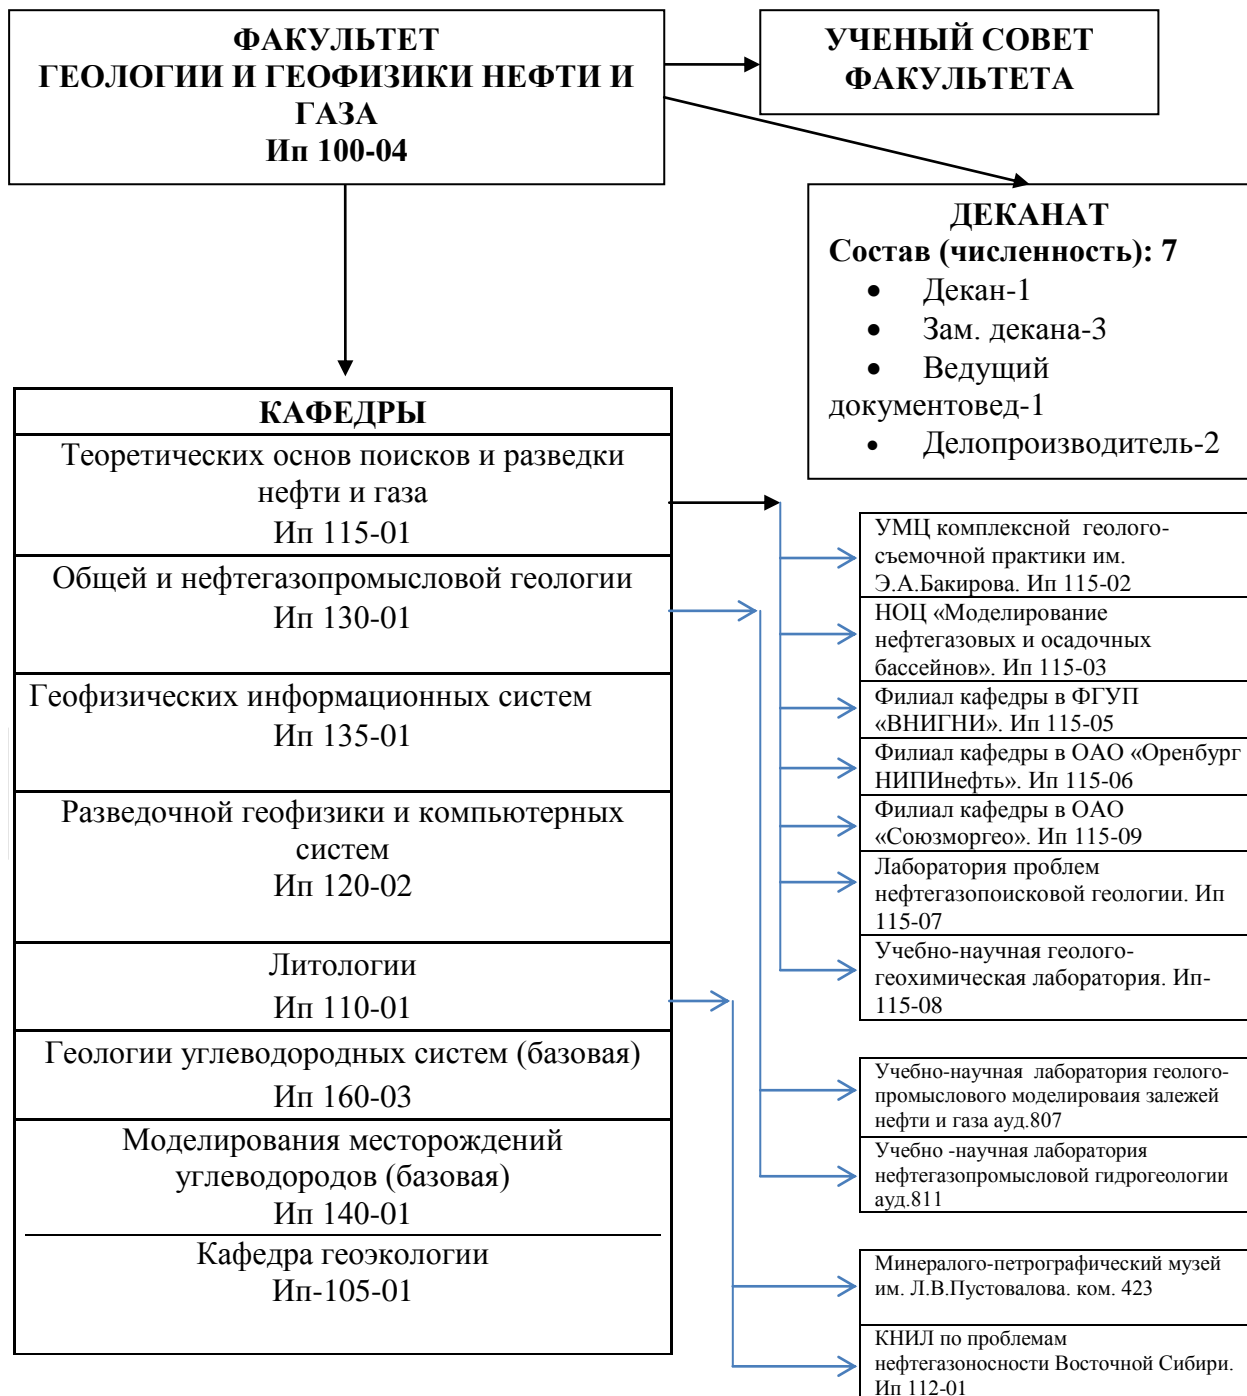 ФАКУЛЬТЕТ
ГЕОЛОГИИ И ГЕОФИЗИКИ НЕФТИ И
ГАЗА
Ип 100-04
УЧЕНЫЙ СОВЕТ
ФАКУЛЬТЕТА
ДЕКАНАТ
Состав (численность): 7
• Декан-1
• Зам. декана-3
• Ведущий
документовед-1
• Делопроизводитель-2
КАФЕДРЫ
Теоретических основ поисков и разведки
нефти и газа
Ип 115-01
Общей и нефтегазопромысловой геологии
Ип 130-01
Геофизических информационных систем
Ип 135-01
Разведочной геофизики и компьютерных
систем
Ип 120-02
Литологии
Ип 110-01
Геологии углеводородных систем (базовая)
Ип 160-03
Моделирования месторождений
углеводородов (базовая)
Ип 140-01
Кафедра геоэкологии
Ип-105-01
УМЦ комплексной геолого-
съемочной практики им.
Э.А.Бакирова. Ип 115-02
НОЦ «Моделирование
нефтегазовых и осадочных
бассейнов». Ип 115-03
Филиал кафедры в ФГУП
«ВНИГНИ». Ип 115-05
Филиал кафедры в ОАО «Оренбург
НИПИнефть». Ип 115-06
Филиал кафедры в ОАО
«Союзморгео». Ип 115-09
Лаборатория проблем
нефтегазопоисковой геологии. Ип
115-07
Учебно-научная геолого-
геохимическая лаборатория. Ип-
115-08
Учебно-научная лаборатория геолого-
промыслового моделироваия залежей
нефти и газа ауд.807
Учебно -научная лаборатория
нефтегазопромысловой гидрогеологии
ауд.811
Минералого-петрографический музей
им. Л.В.Пустовалова. ком. 423
КНИЛ по проблемам
нефтегазоносности Восточной Сибири.
Ип 112-01